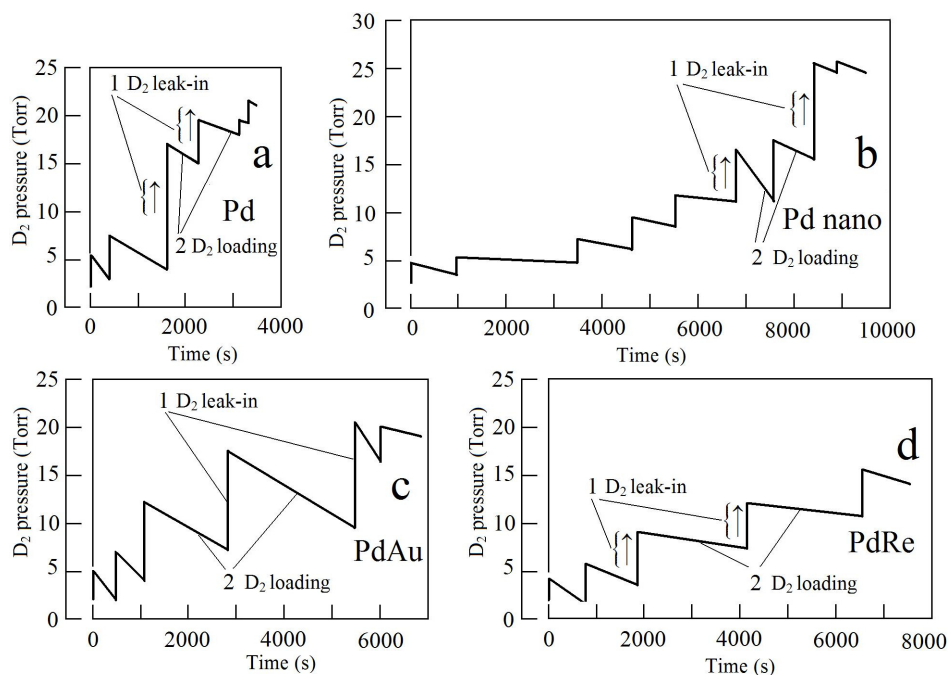 25
20
15
10
5
0
D2 pressure (Torr)
1 D2 leak-in
a
Pd
2 D2 loading
0 2000 4000
Time (s)
30
25
20
15
10
5
0
D2 pressure (Torr)
1 D2 leak-in
b
Pd nano
2 D2 loading
0 2000 4000 6000 8000 10000
Time (s)
25
20
15
10
5
0
D2 pressure (Torr)
1 D2 leak-in
c
PdAu
2 D2 loading
0 2000 4000 6000
Time (s)
25
20
15
10
5
0
D2 pressure (Torr)
d
1 D2 leak-in
PdRe
2 D2 loading
0 2000 4000 6000 8000
Time (s)